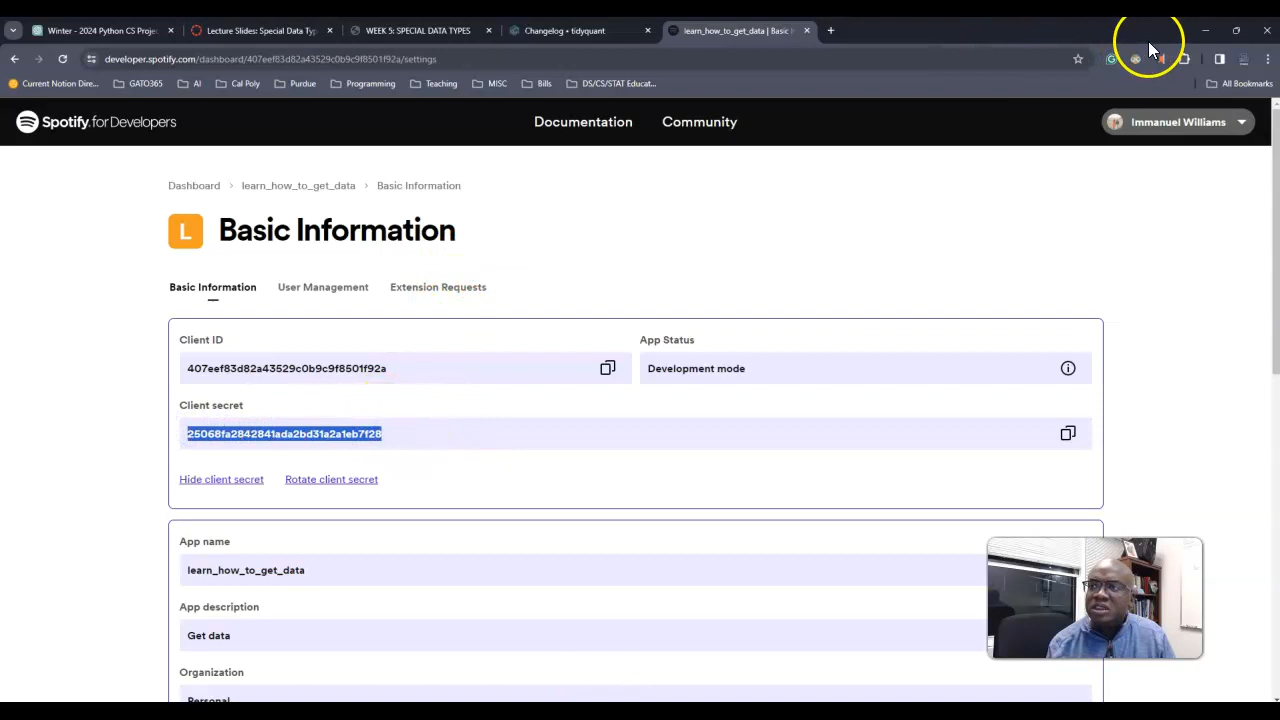 Winter - 2024 Python CS Proje
Lecture Slides: Special Data Typ
WEEK 5: SPECIAL DATA TYPES
Changelog • tidyquant
learn_how_to_get_data | Basic I
developer.spotify.com/dashboard/407eef83d82a43529c0b9c9f8501f92a/settings
Current Notion Direc...
GATO365
AI
Cal Poly
Purdue
Programming
Teaching
MISC
Bills
DS/CS/STAT Educat...
All Bookmarks
Spotify for Developers
Documentation
Community
Immanuel Williams
Dashboard > learn_how_to_get_data > Basic Information
L
Basic Information
Basic Information
User Management
Extension Requests
Client ID
App Status
407eef83d82a43529c0b9c9f8501f92a
Development mode
Client secret
25068fa2842841ada2bd31a2a1eb7f28
Hide client secret
Rotate client secret
App name
learn_how_to_get_data
App description
Get data
Organization
Personal